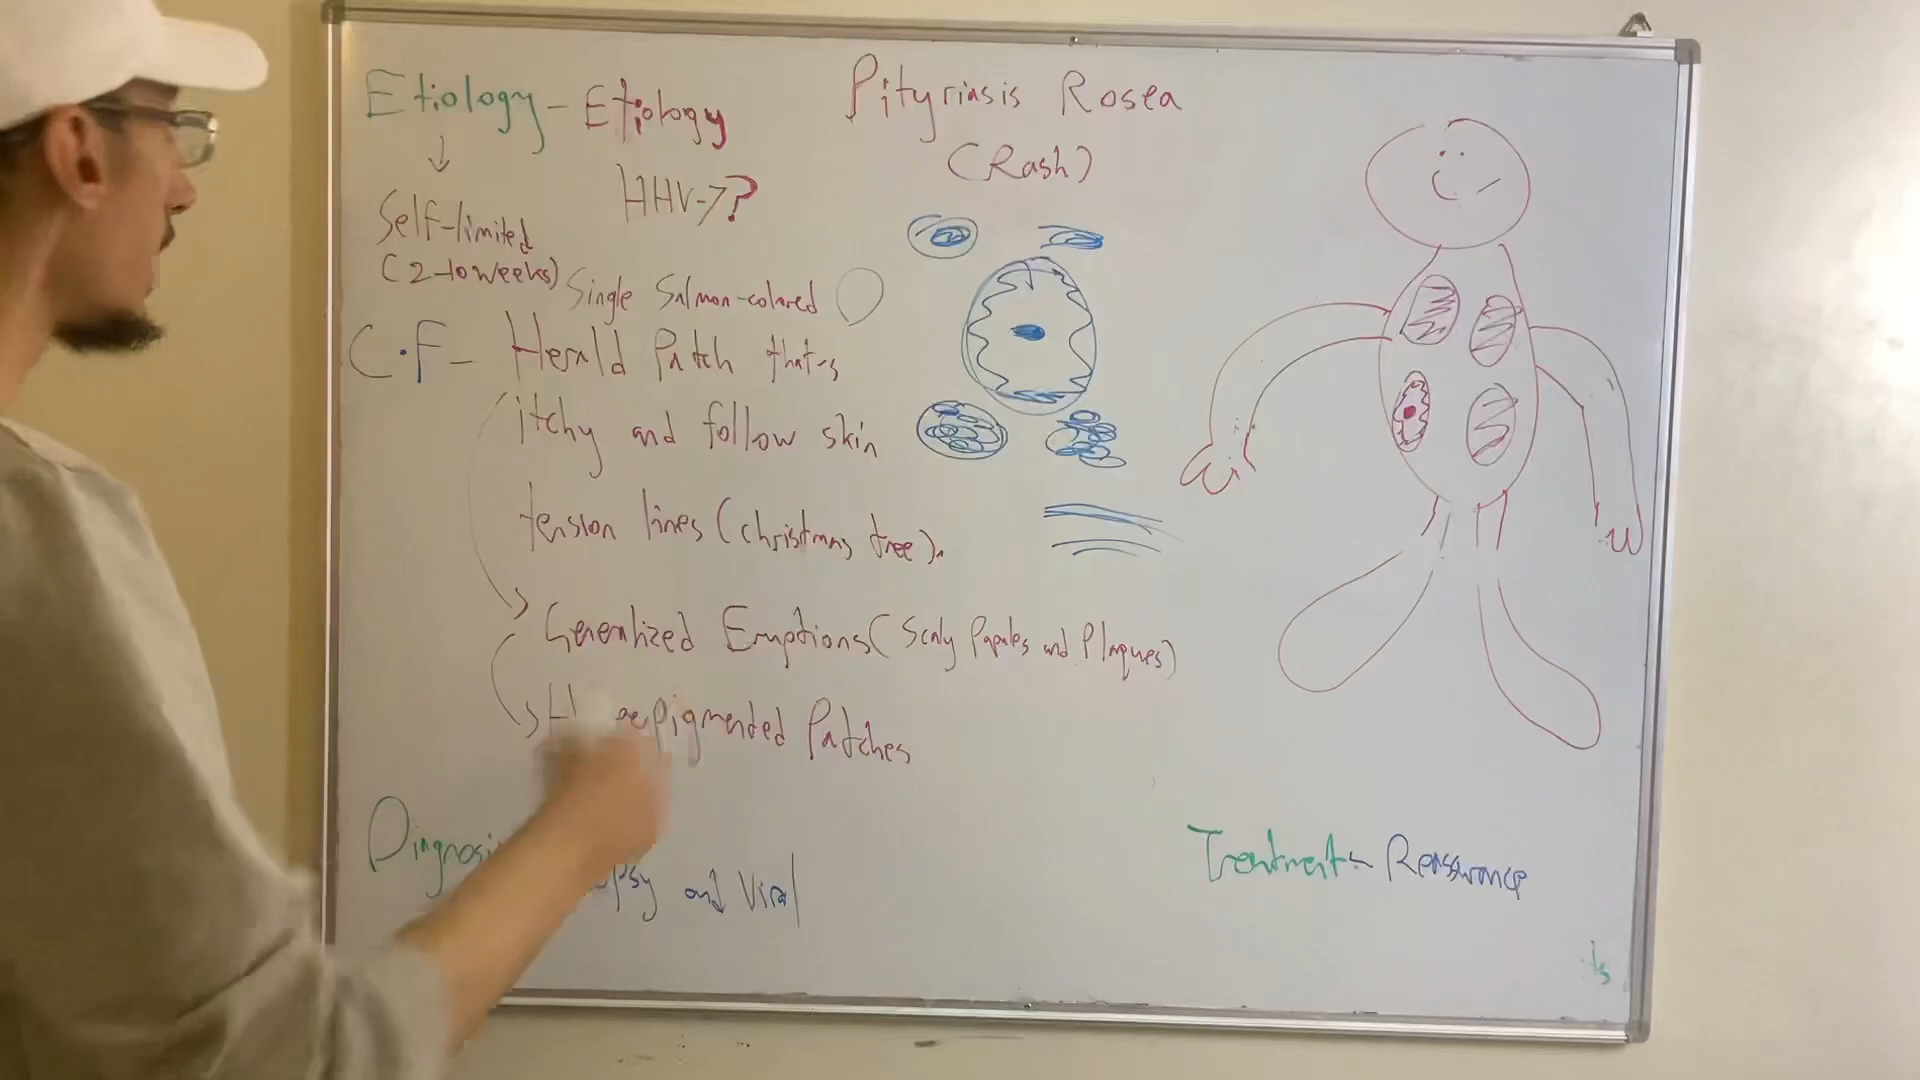 Pityriasis Rosea
(Rash)
Etiology - Etiology
HHV-7?
Self-limited
(2-10 weeks)
Single Salmon-colored
C.F - Herald Patch that's
itchy and follow skin
tension lines (christmas tree).
Generalized Eruptions (Scaly Papules and Plaques)
Patches
and Viral
Treatment - Reassurance